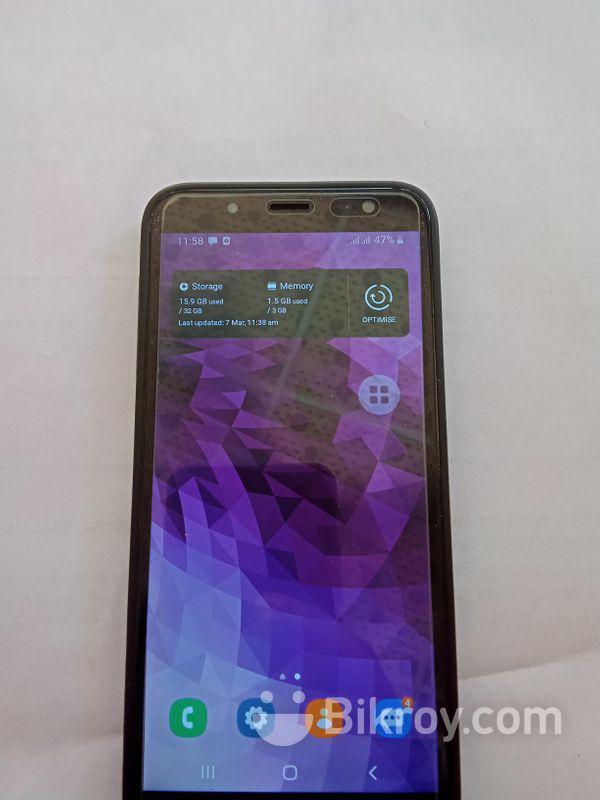 11:58 47%
Storage Memory
15.9 GB used 1.5 GB used
/ 32 GB / 3 GB
Last updated: 7 Mar, 11:38 am
OPTIMISE
4
Bikroy.com